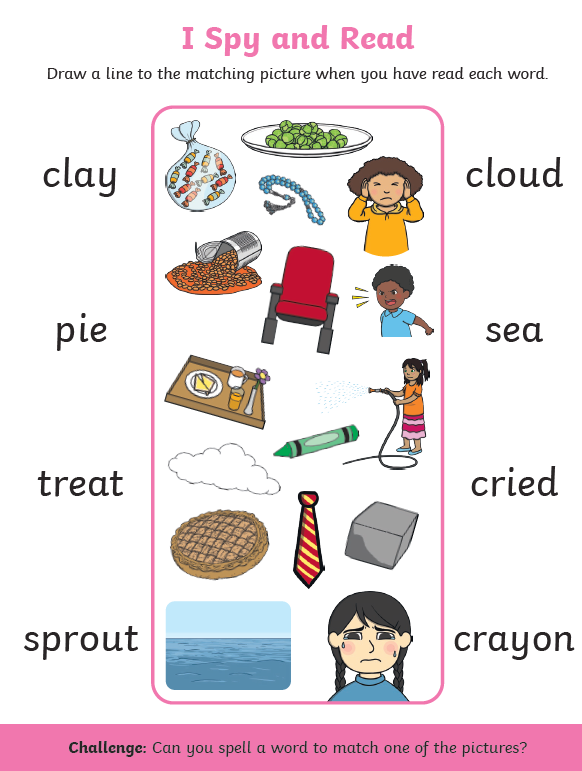 I Spy and Read
Draw a line to the matching picture when you have read each word.
clay
cloud
pie
sea
treat
cried
sprout
crayon
Challenge: Can you spell a word to match one of the pictures?